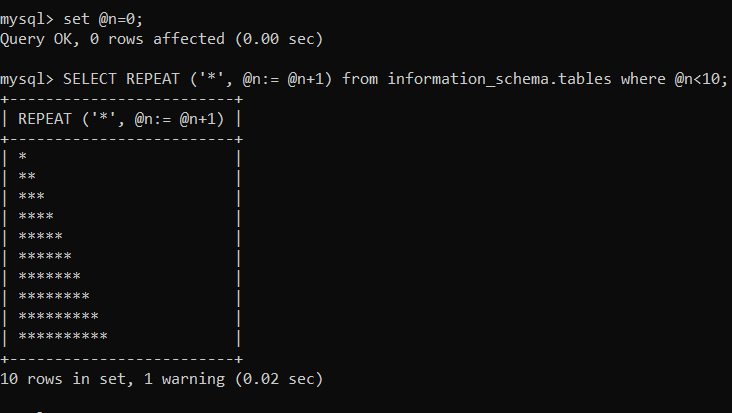 mysql> set @n=0;
Query OK, 0 rows affected (0.00 sec)
mysql> SELECT REPEAT ('*', @n:= @n+1) from information_schema.tables where @n<10;
+-------------------------+
| REPEAT ('*', @n:= @n+1) |
+-------------------------+
| *                       |
| **                      |
| ***                     |
| ****                    |
| *****                   |
| ******                  |
| *******                 |
| ********                |
| *********               |
| **********              |
+-------------------------+
10 rows in set, 1 warning (0.02 sec)